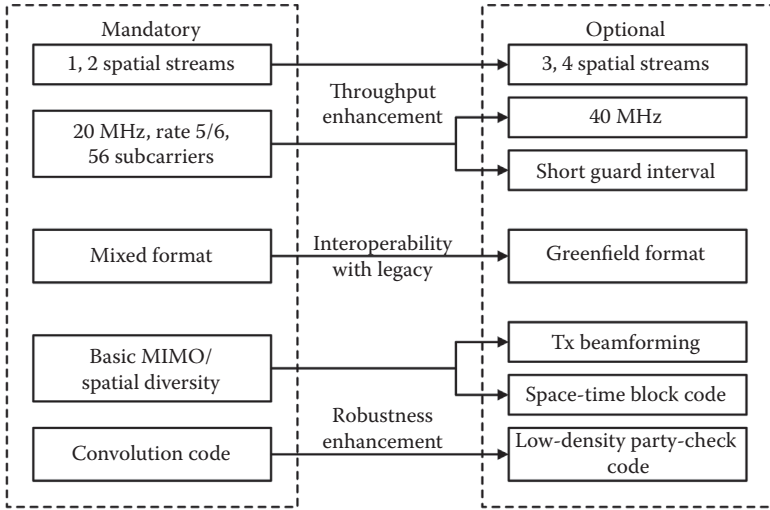 Mandatory
Optional
1, 2 spatial streams
3, 4 spatial streams
Throughput
enhancement
20 MHz, rate 5/6,
56 subcarriers
40 MHz
Short guard interval
Mixed format
Interoperability
with legacy
Greenfield format
Basic MIMO/
spatial diversity
Tx beamforming
Space-time block code
Robustness
enhancement
Convolution code
Low-density party-check
code